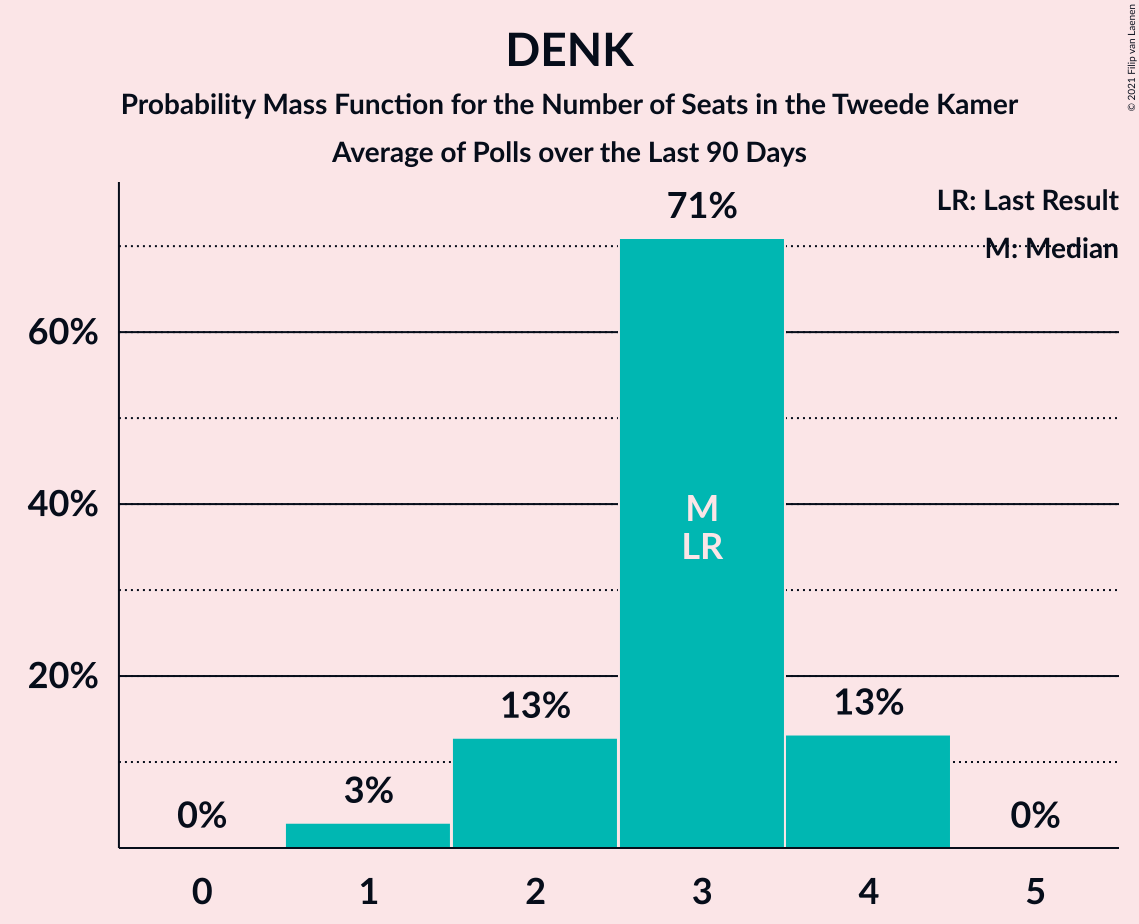 DENK
Probability Mass Function for the Number of Seats in the Tweede Kamer
Average of Polls over the Last 90 Days
© 2021 Filip van Laenen
LR: Last Result
M: Median
71%
60%
40%
20%
M
LR
0%
3%
13%
13%
0%
0 1 2 3 4 5